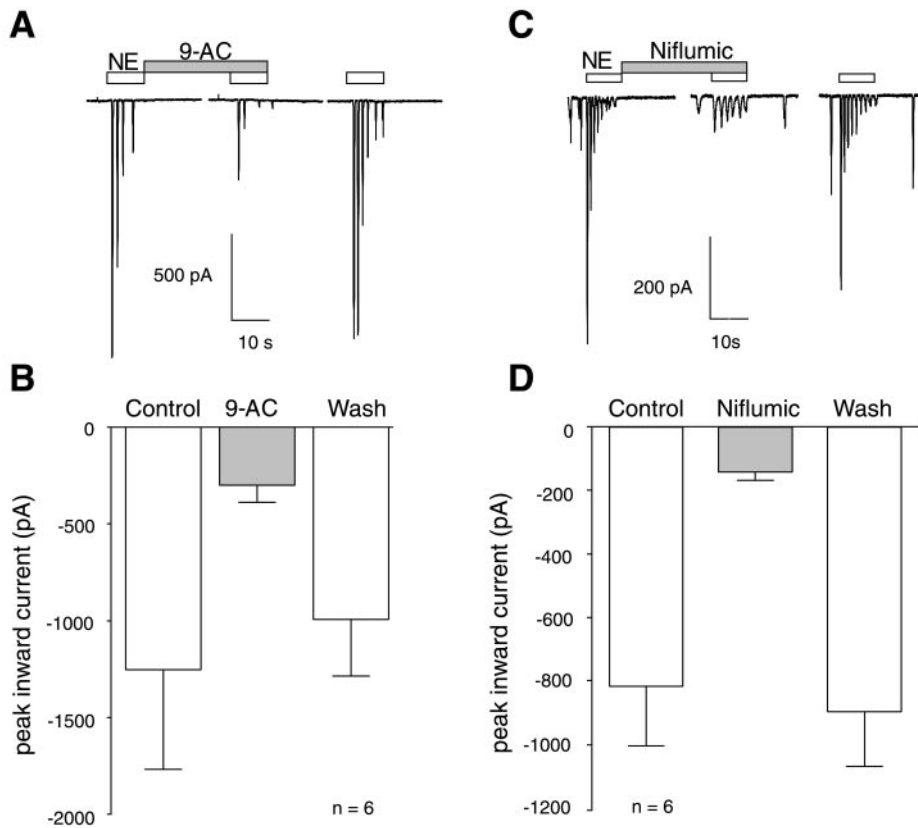 A
NE
9-AC
500 pA
10 s
C
NE
Niflumic
200 pA
10s
B
Control
9-AC
Wash
0
-500
-1000
-1500
-2000
peak inward current (pA)
n = 6
D
Control
Niflumic
Wash
0
-200
-400
-600
-800
-1000
-1200
peak inward current (pA)
n = 6